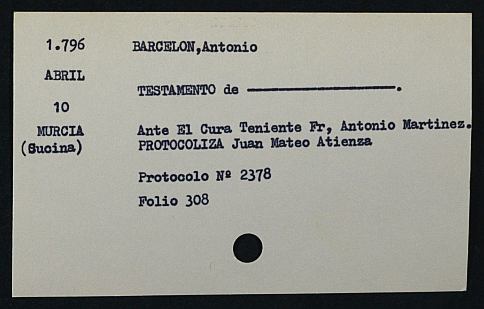 1.796 BARCELON,Antonio
ABRIL
TESTAMENTO de ————————.
10
MURCIA Ante El Cura Teniente Fr, Antonio Martinez.
(Sucina) PROTOCOLIZA Juan Mateo Atienza
Protocolo Nº 2378
Folio 308